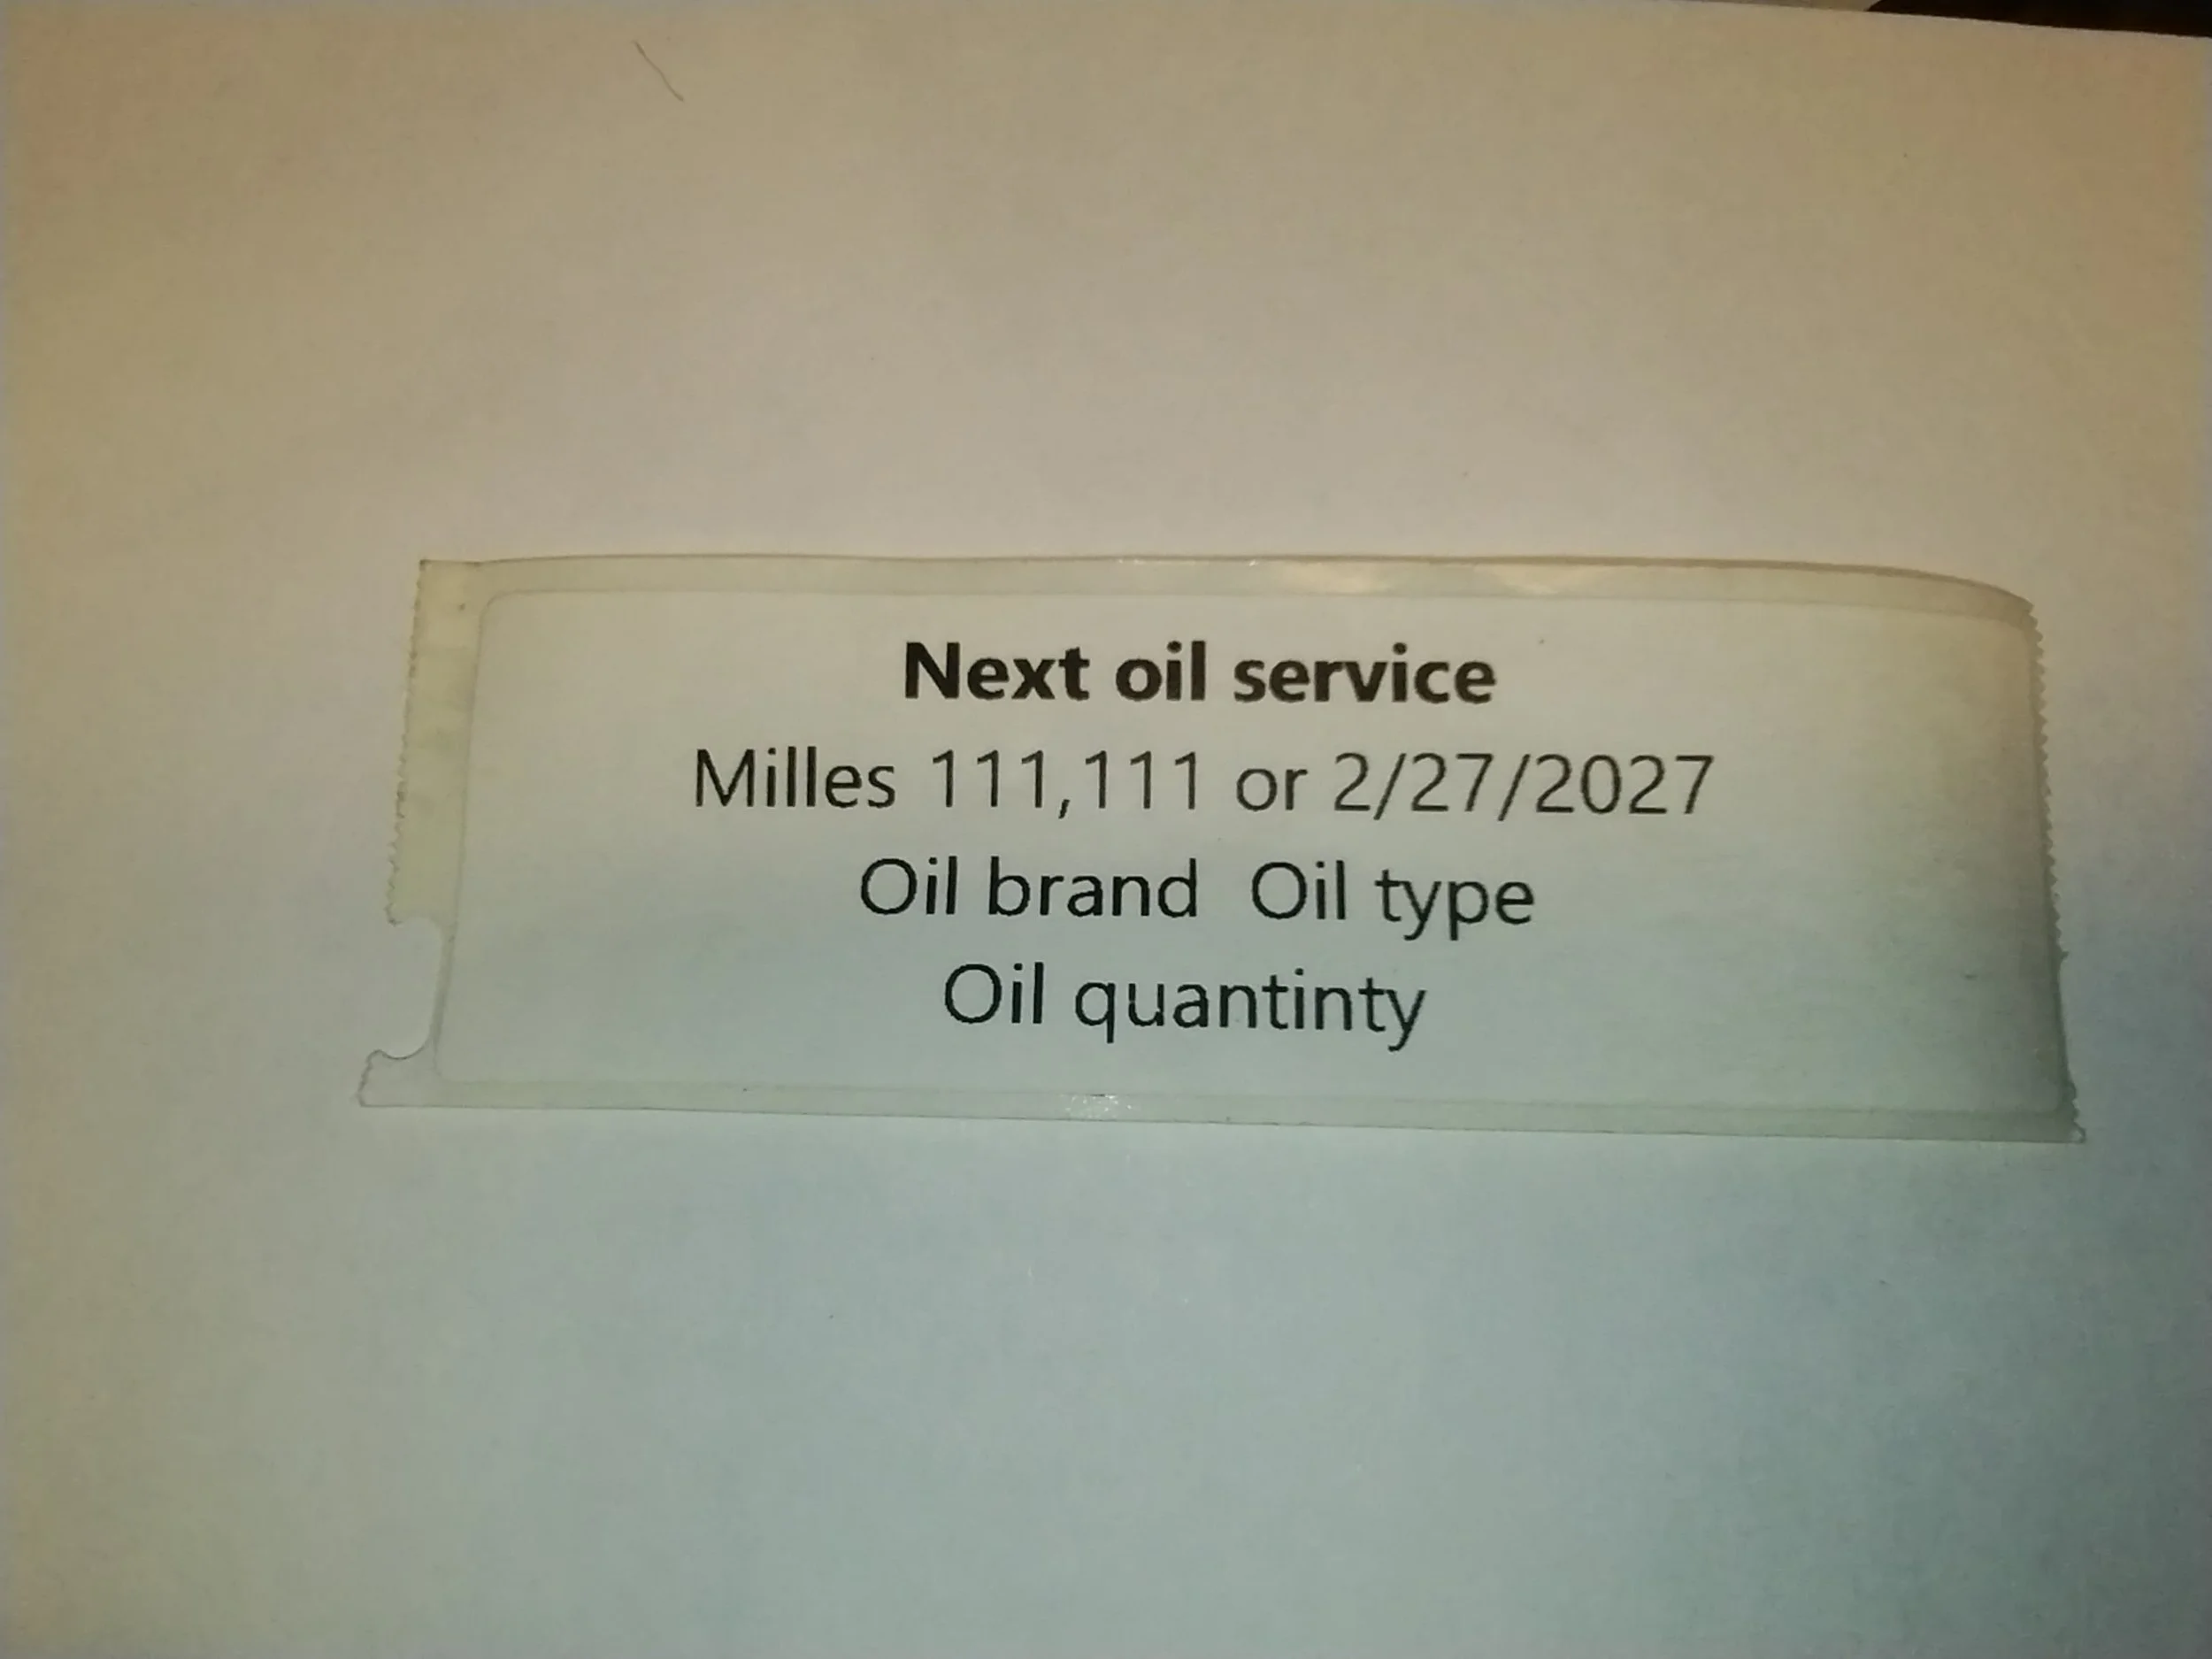 Next oil service
Milles 111,111 or 2/27/2027
Oil brand  Oil type
Oil quantinty